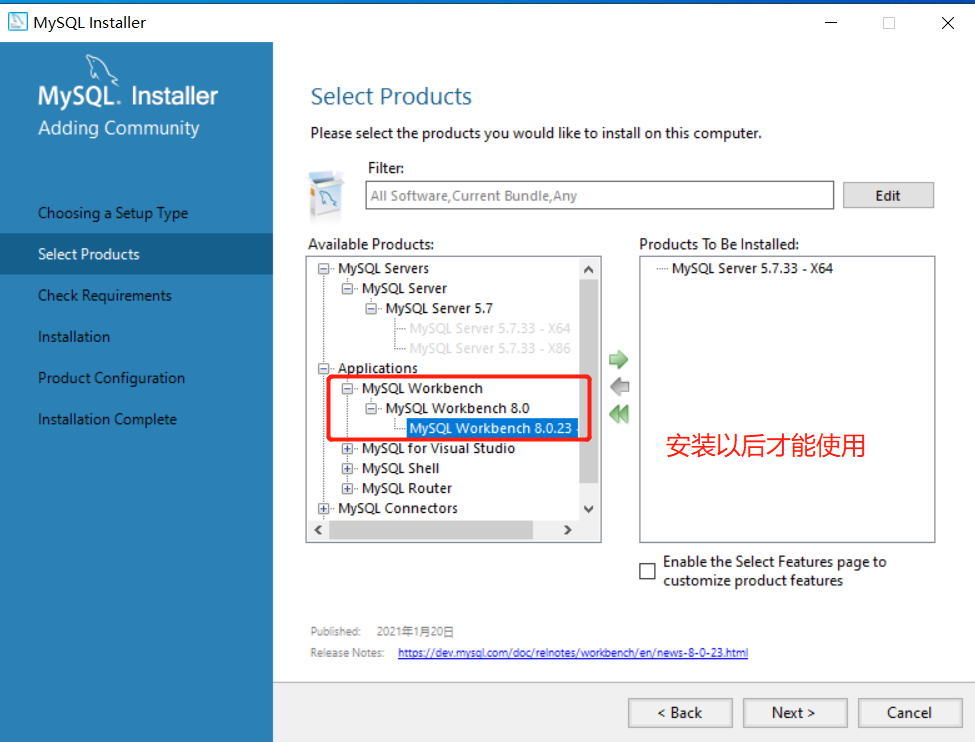 MySQL Installer
MySQL. Installer
Adding Community
Choosing a Setup Type
Select Products
Check Requirements
Installation
Product Configuration
Installation Complete
Select Products
Please select the products you would like to install on this computer.
Filter:
All Software,Current Bundle,Any
Edit
Available Products:
MySQL Servers
MySQL Server
MySQL Server 5.7
MySQL Server 5.7.33 - X64
MySQL Server 5.7.33 - X86
Applications
MySQL Workbench
MySQL Workbench 8.0
MySQL Workbench 8.0.23 -
MySQL for Visual Studio
MySQL Shell
MySQL Router
MySQL Connectors
Products To Be Installed:
MySQL Server 5.7.33 - X64
安装以后才能使用
Enable the Select Features page to
customize product features
Published: 2021年1月20日
Release Notes: https://dev.mysql.com/doc/relnotes/workbench/en/news-8-0-23.html
< Back
Next >
Cancel